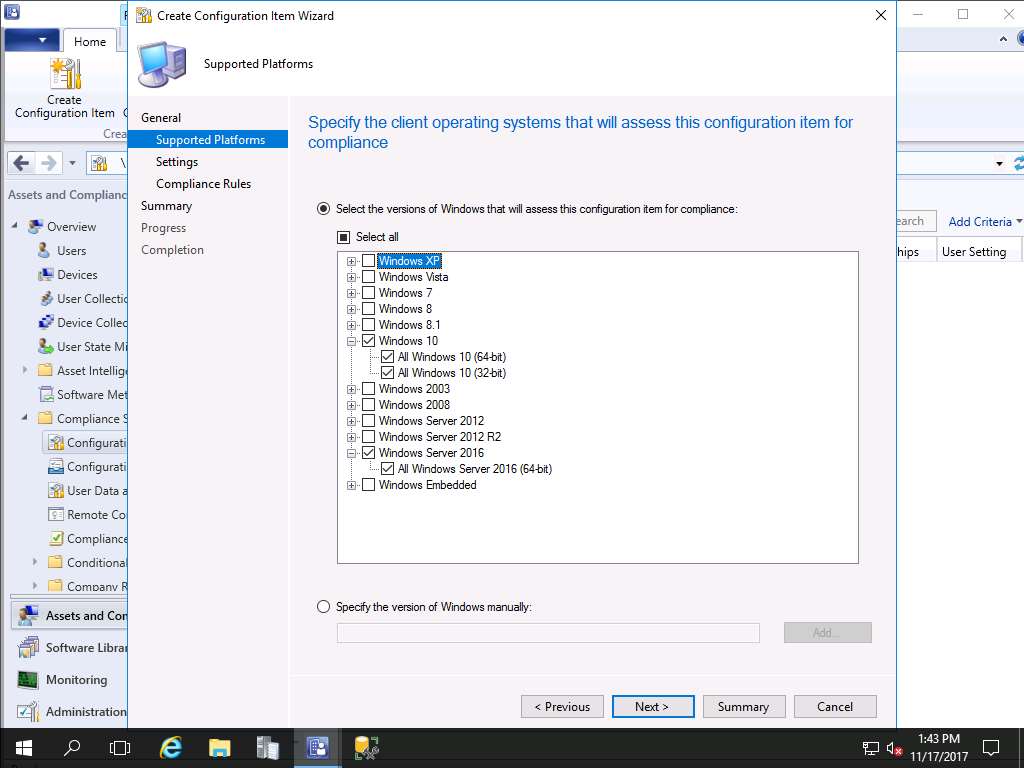 Create Configuration Item Wizard
Home
Supported Platforms
Create
Configuration Item
Crea
General
Supported Platforms
Settings
Compliance Rules
Summary
Progress
Completion
Specify the client operating systems that will assess this configuration item for
compliance
Select the versions of Windows that will assess this configuration item for compliance:
Select all
Windows XP
Windows Vista
Windows 7
Windows 8
Windows 8.1
Windows 10
All Windows 10 (64-bit)
All Windows 10 (32-bit)
Windows 2003
Windows 2008
Windows Server 2012
Windows Server 2012 R2
Windows Server 2016
All Windows Server 2016 (64-bit)
Windows Embedded
Specify the version of Windows manually:
Add...
< Previous
Next >
Summary
Cancel
\
Assets and Complianc
Overview
Users
Devices
User Collectio
Device Collec
User State Mi
Asset Intellig
Software Met
Compliance S
Configurati
Configurati
User Data a
Remote Co
Compliance
Conditional
Company R
Assets and Com
Software Librar
Monitoring
Administration
earch
Add Criteria
hips
User Setting
1:43 PM
11/17/2017